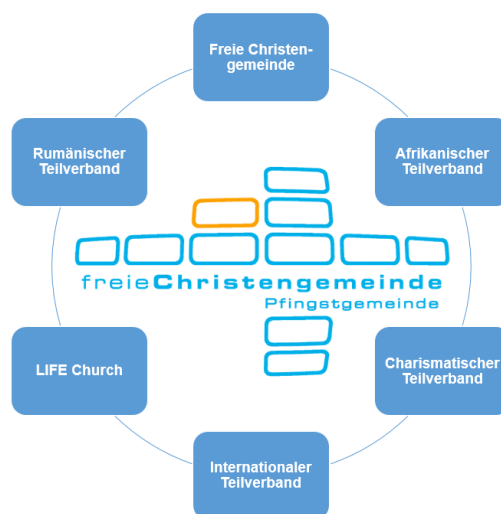 Freie Christen-
gemeinde
Rumänischer
Teilverband
Afrikanischer
Teilverband
freieChristengemeinde
Pfingstgemeinde
LIFE Church
Charismatischer
Teilverband
Internationaler
Teilverband